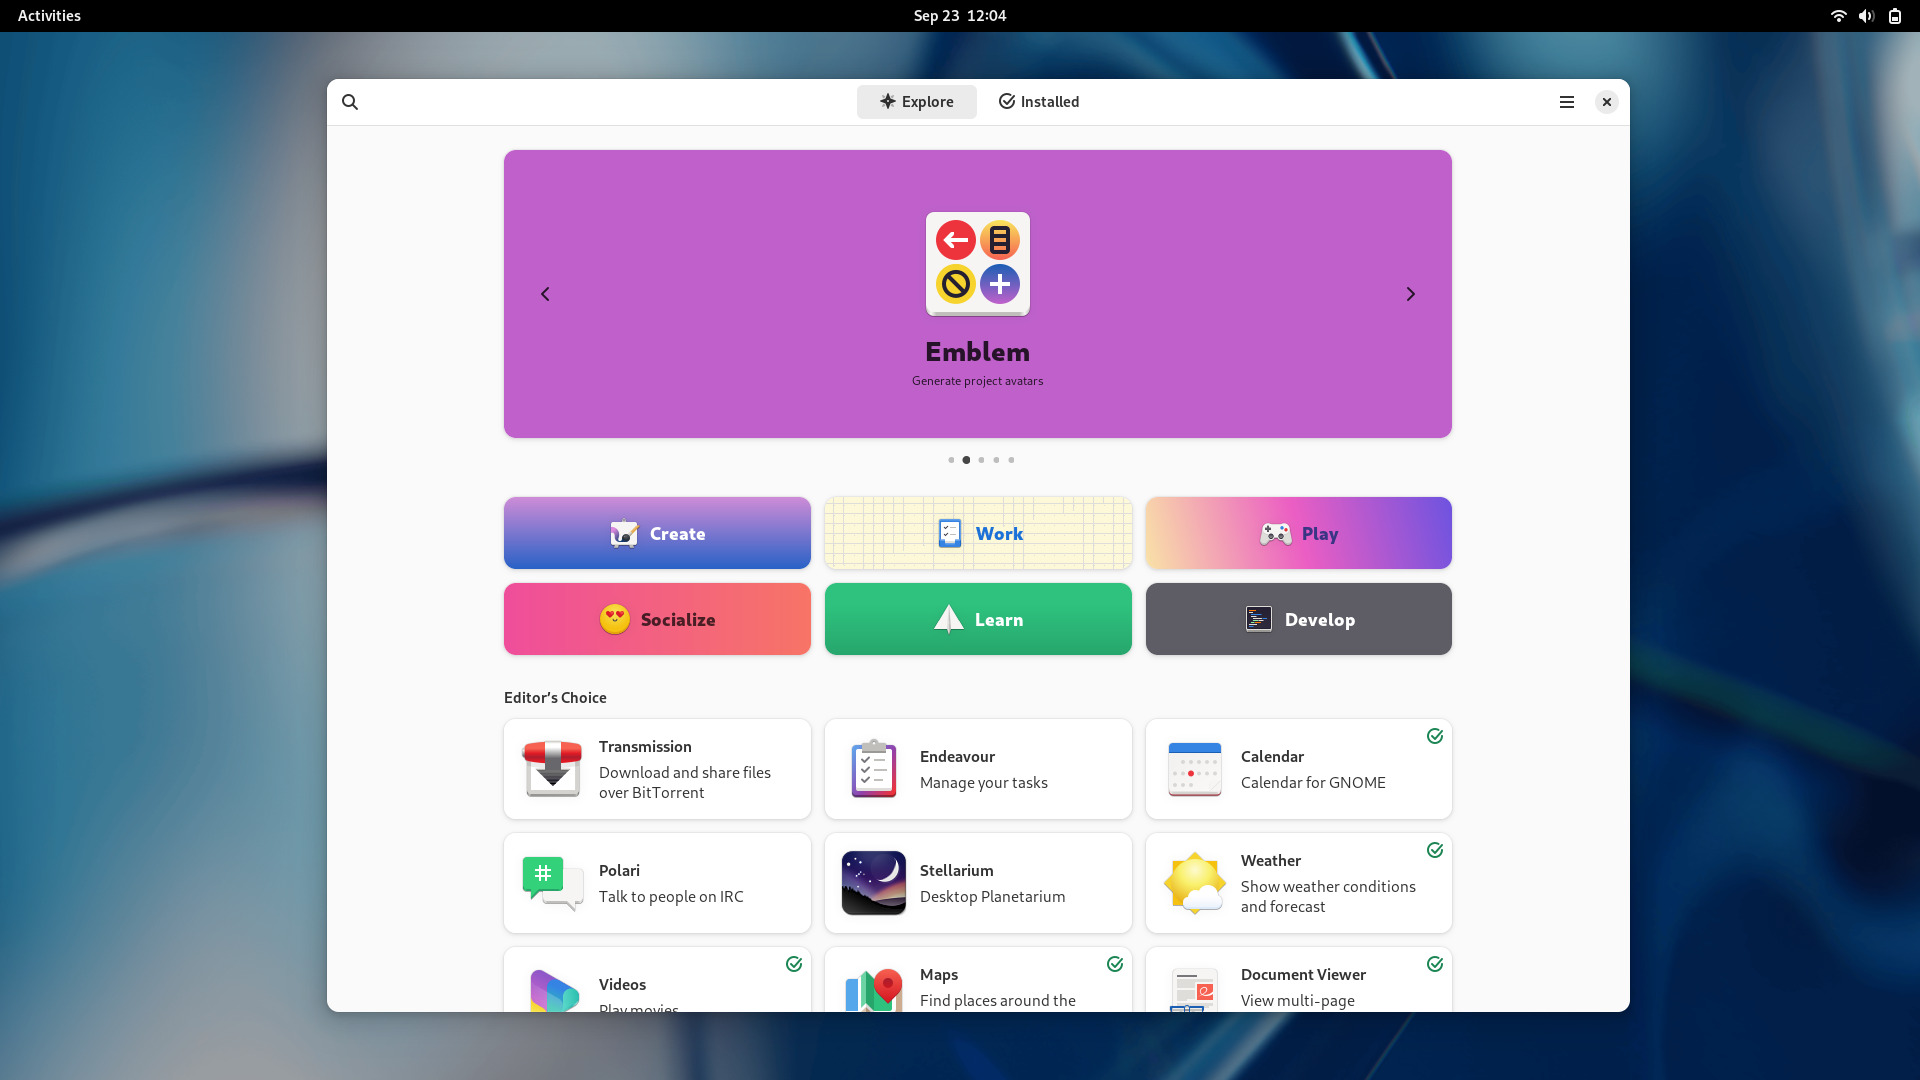 Activities
Sep 23 12:04
Explore
Installed
Emblem
Generate project avatars
Create
Work
Play
Socialize
Learn
Develop
Editor’s Choice
Transmission
Download and share files
over BitTorrent
Endeavour
Manage your tasks
Calendar
Calendar for GNOME
Polari
Talk to people on IRC
Stellarium
Desktop Planetarium
Weather
Show weather conditions
and forecast
Videos
Play movies
Maps
Find places around the
Document Viewer
View multi-page